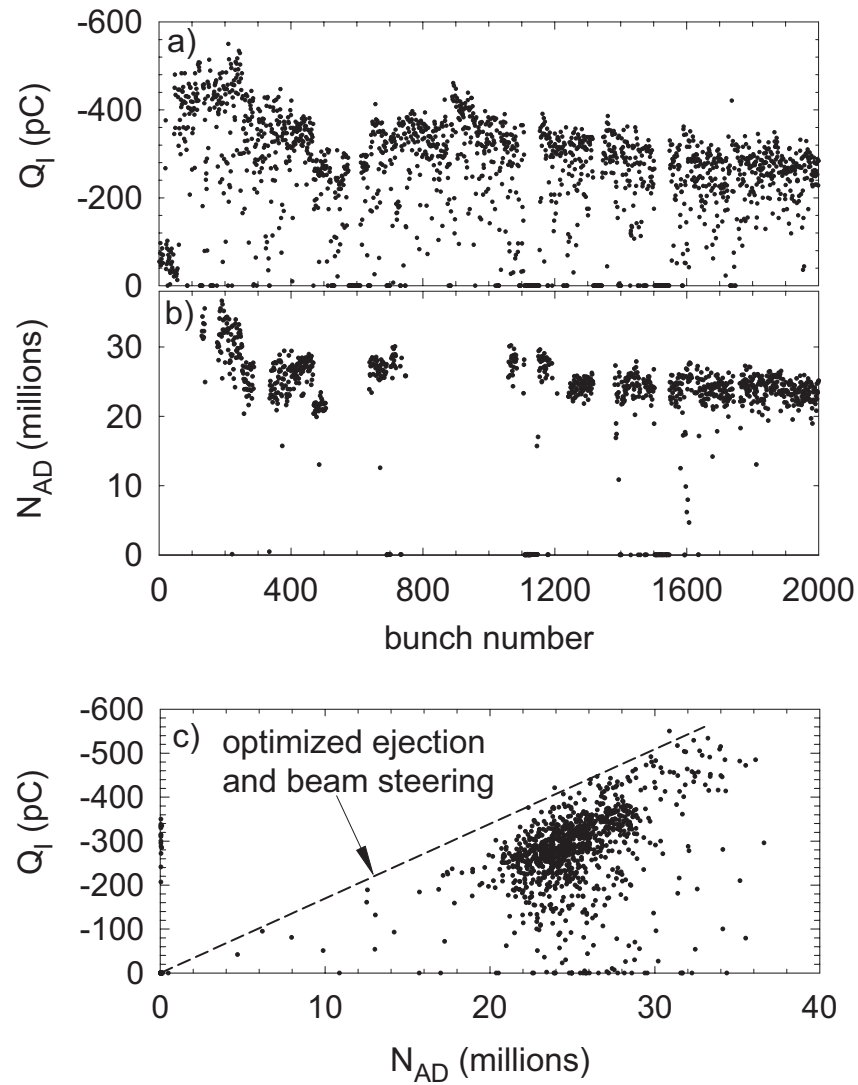 -600
a)
-400
Q_I (pC)
-200
0
b)
30
20
N_AD (millions)
10
0
0 400 800 1200 1600 2000
bunch number
-600
c) optimized ejection
and beam steering
-500
-400
Q_I (pC)
-300
-200
-100
0
0 10 20 30 40
N_AD (millions)